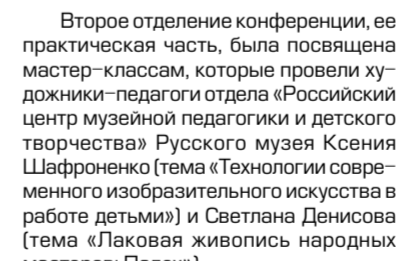 Второе отделение конференции, ее
практическая часть, была посвящена
мастер-классам, которые провели ху-
дожники-педагоги отдела «Российский
центр музейной педагогики и детского
творчества» Русского музея Ксения
Шафроненко (тема «Технологии совре-
менного изобразительного искусства в
работе детьми») и Светлана Денисова
(тема «Лаковая живопись народных